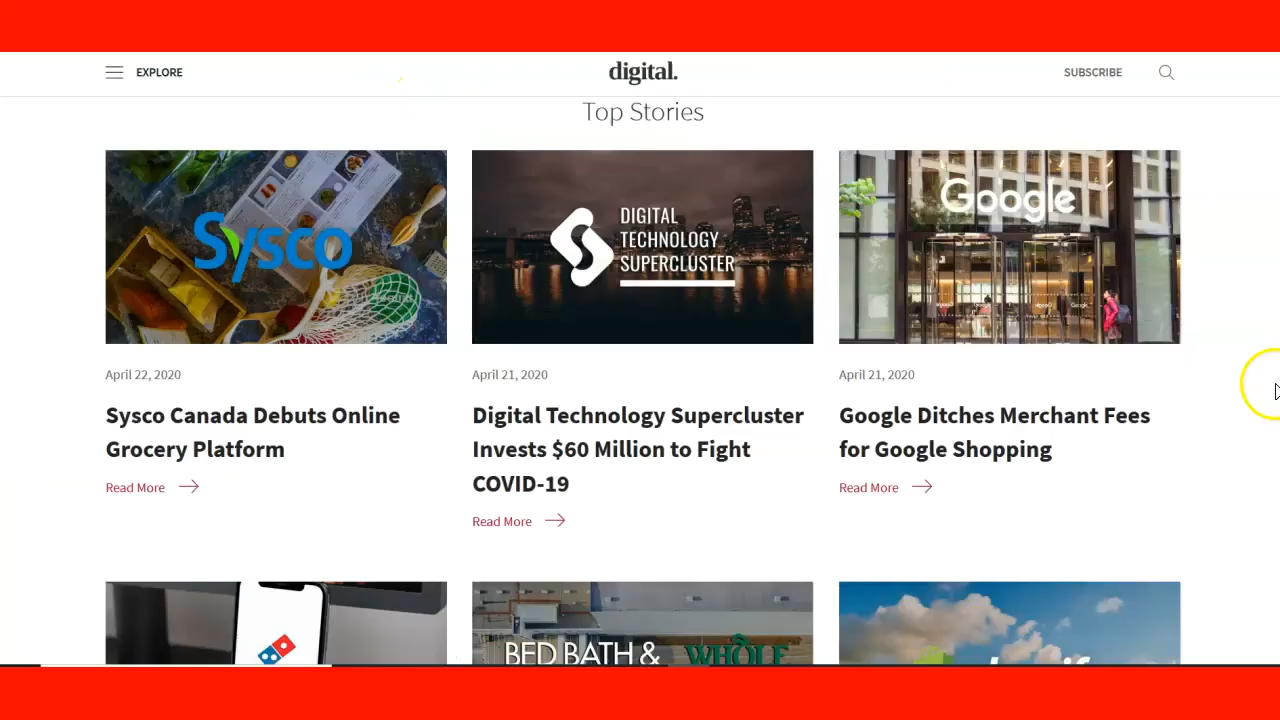 EXPLORE
digital.
SUBSCRIBE
Top Stories
Sysco
DIGITAL
TECHNOLOGY
SUPERCLUSTER
Google
April 22, 2020
Sysco Canada Debuts Online
Grocery Platform
Read More
April 21, 2020
Digital Technology Supercluster
Invests $60 Million to Fight
COVID-19
Read More
April 21, 2020
Google Ditches Merchant Fees
for Google Shopping
Read More
BED BATH &
WHOLE